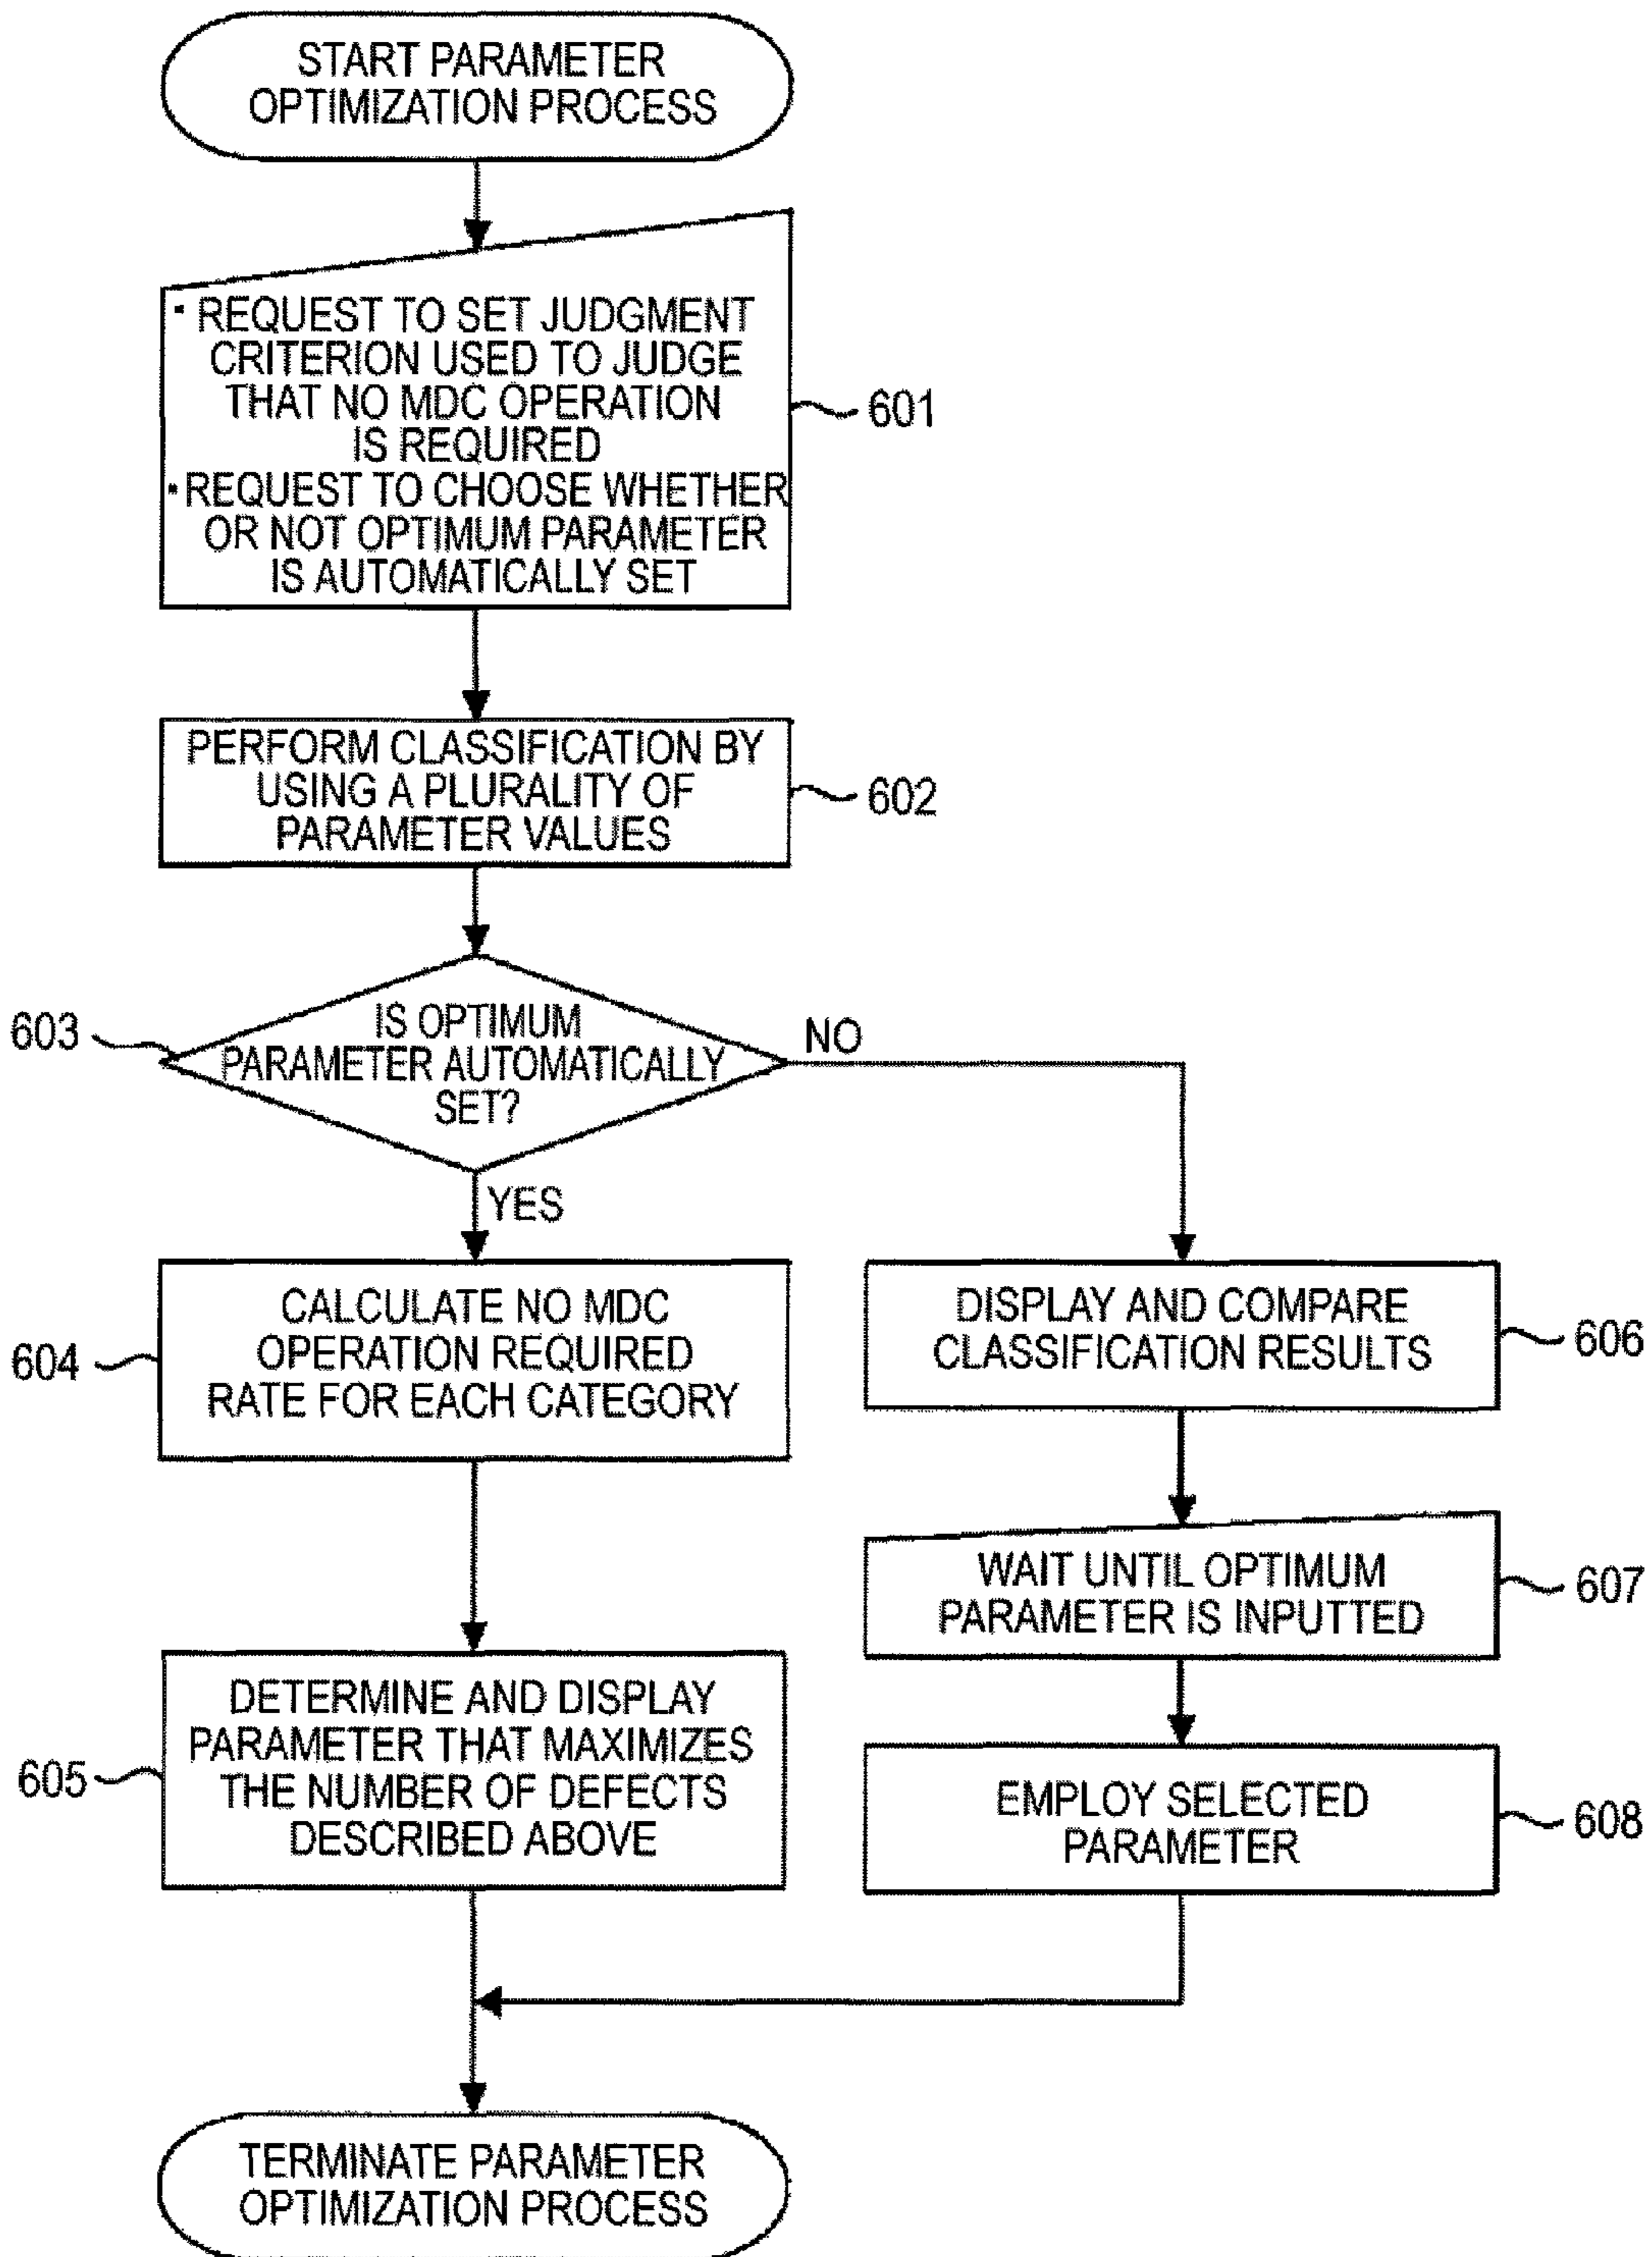 START PARAMETER
OPTIMIZATION PROCESS
▪ REQUEST TO SET JUDGMENT
CRITERION USED TO JUDGE
THAT NO MDC OPERATION
IS REQUIRED
▪ REQUEST TO CHOOSE WHETHER
OR NOT OPTIMUM PARAMETER
IS AUTOMATICALLY SET
601
PERFORM CLASSIFICATION BY
USING A PLURALITY OF
PARAMETER VALUES
602
603
IS OPTIMUM
PARAMETER AUTOMATICALLY
SET?
NO
YES
604
CALCULATE NO MDC
OPERATION REQUIRED
RATE FOR EACH CATEGORY
605
DETERMINE AND DISPLAY
PARAMETER THAT MAXIMIZES
THE NUMBER OF DEFECTS
DESCRIBED ABOVE
DISPLAY AND COMPARE
CLASSIFICATION RESULTS
606
WAIT UNTIL OPTIMUM
PARAMETER IS INPUTTED
607
EMPLOY SELECTED
PARAMETER
608
TERMINATE PARAMETER
OPTIMIZATION PROCESS